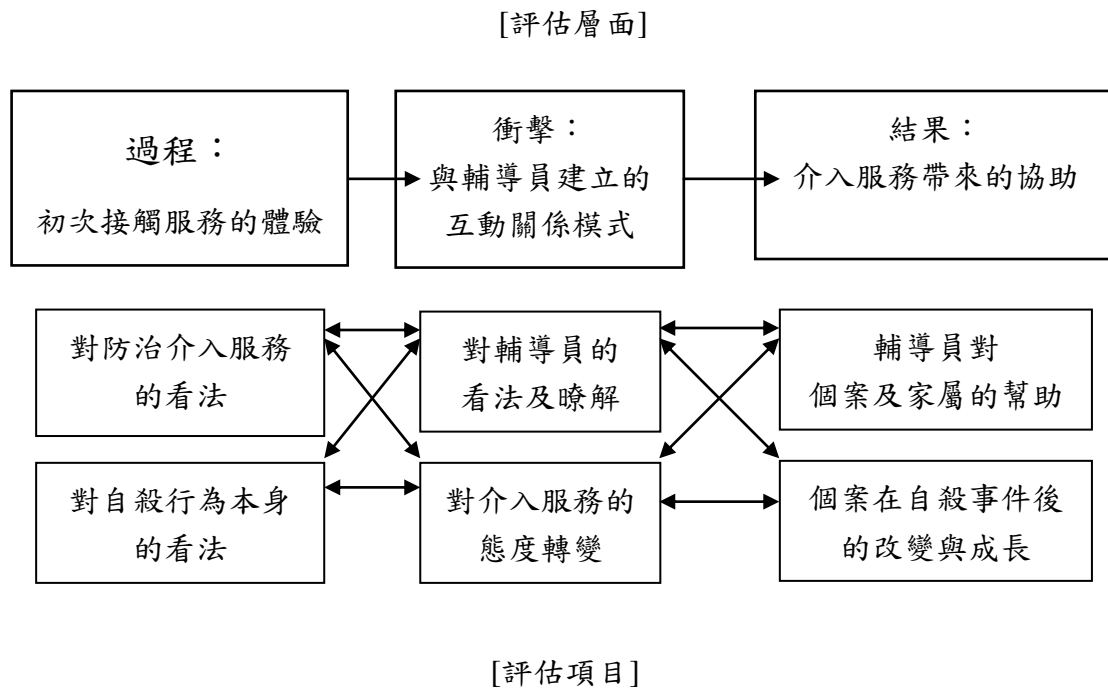 [評估層面]
過程：
初次接觸服務的體驗
衝擊：
與輔導員建立的
互動關係模式
結果：
介入服務帶來的協助
對防治介入服務
的看法
對輔導員的
看法及瞭解
輔導員對
個案及家屬的幫助
對自殺行為本身
的看法
對介入服務的
態度轉變
個案在自殺事件後
的改變與成長
[評估項目]